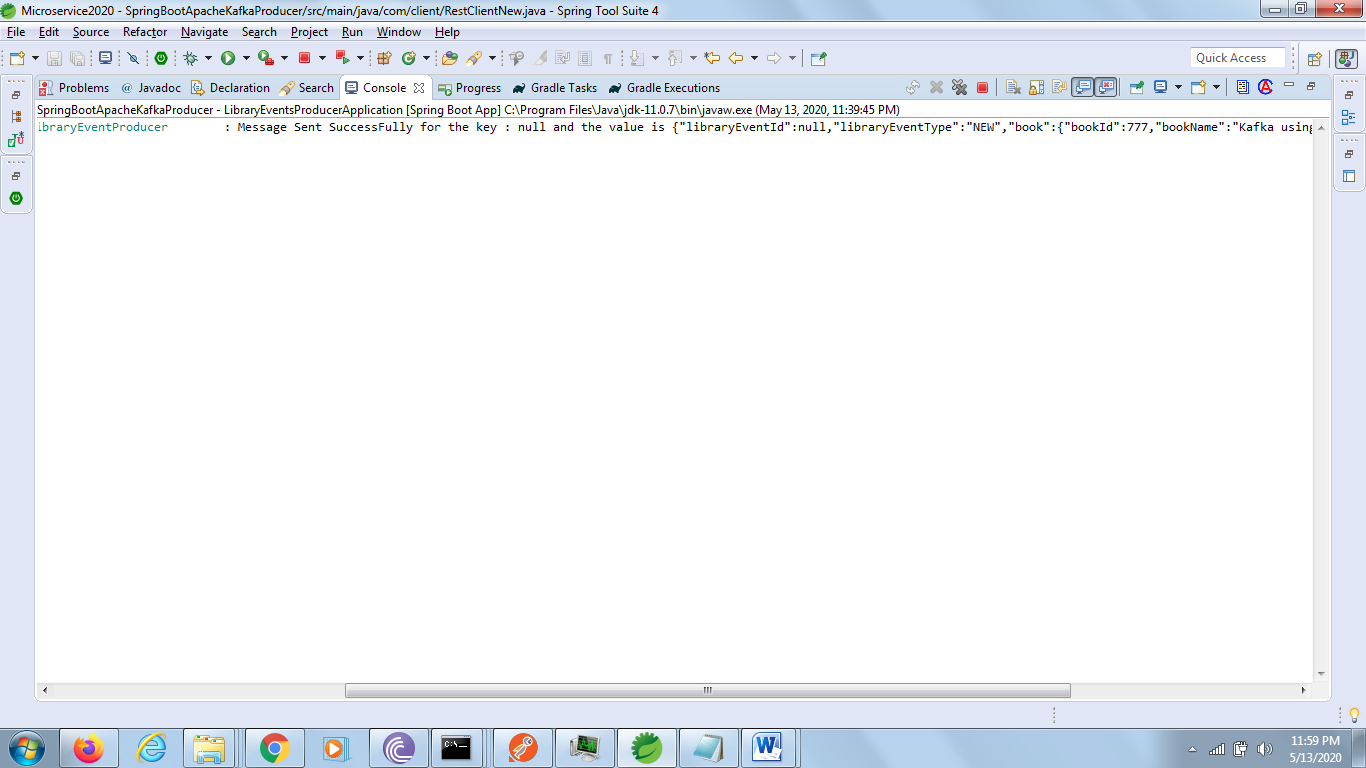 Microservice2020 - SpringBootApacheKafkaProducer/src/main/java/com/client/RestClientNew.java - Spring Tool Suite 4
File Edit Source Refactor Navigate Search Project Run Window Help
Quick Access
Problems @ Javadoc Declaration Search Console Progress Gradle Tasks Gradle Executions
SpringBootApacheKafkaProducer - LibraryEventsProducerApplication [Spring Boot App] C:\Program Files\Java\jdk-11.0.7\bin\javaw.exe (May 13, 2020, 11:39:45 PM)
ibraryEventProducer : Message Sent SuccessFully for the key : null and the value is {"libraryEventId":null,"libraryEventType":"NEW","book":{"bookId":777,"bookName":"Kafka using
11:59 PM
5/13/2020